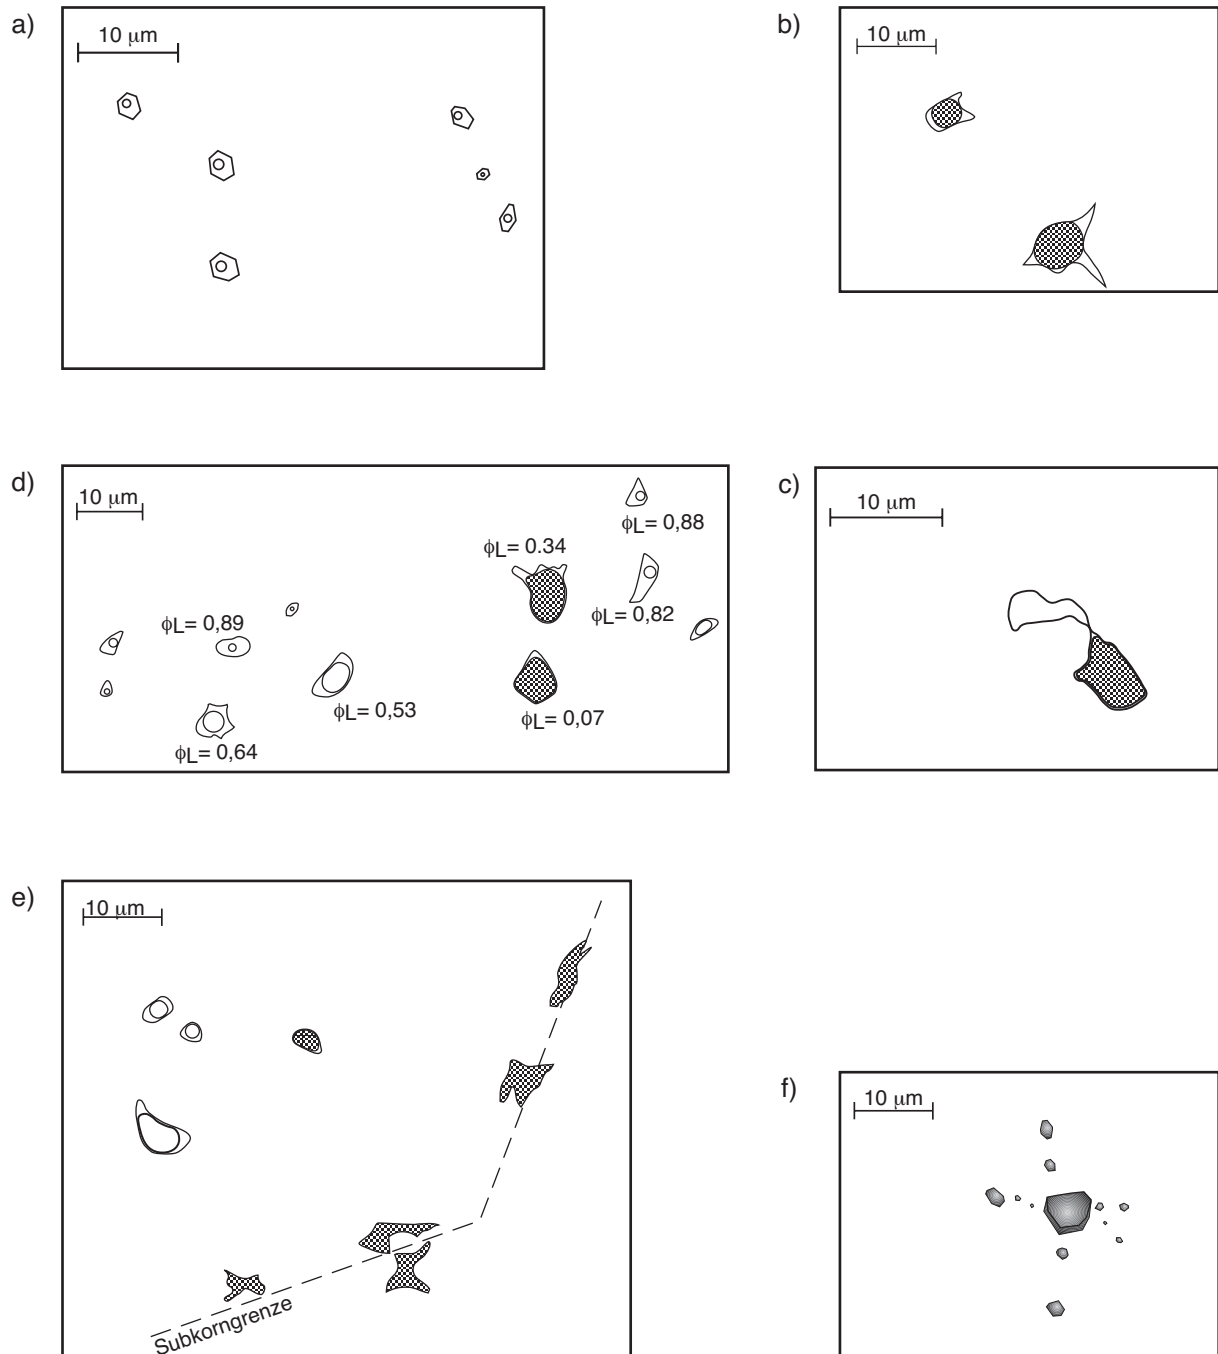 a)
10 μm
b)
10 μm
d)
10 μm
ϕL= 0,88
ϕL= 0.34
ϕL= 0,89
ϕL= 0,82
ϕL= 0,53
ϕL= 0,07
ϕL= 0,64
c)
10 μm
e)
10 μm
Subkorngrenze
f)
10 μm